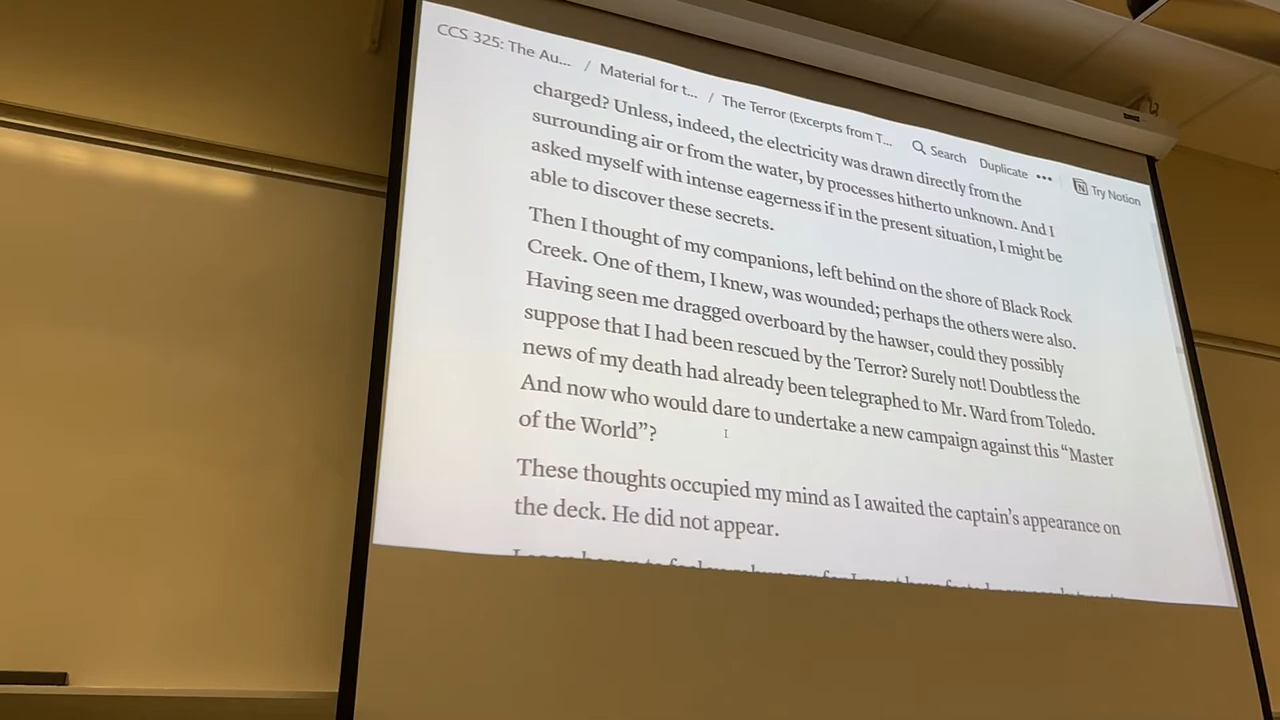 CCS 325: The Au... / Material for t... / The Terror (Excerpts from T... Search Duplicate ••• Try Notion
charged? Unless, indeed, the electricity was drawn directly from the
surrounding air or from the water, by processes hitherto unknown. And I
asked myself with intense eagerness if in the present situation, I might be
able to discover these secrets.
Then I thought of my companions, left behind on the shore of Black Rock
Creek. One of them, I knew, was wounded; perhaps the others were also.
Having seen me dragged overboard by the hawser, could they possibly
suppose that I had been rescued by the Terror? Surely not! Doubtless the
news of my death had already been telegraphed to Mr. Ward from Toledo.
And now who would dare to undertake a new campaign against this “Master
of the World”?
These thoughts occupied my mind as I awaited the captain’s appearance on
the deck. He did not appear.